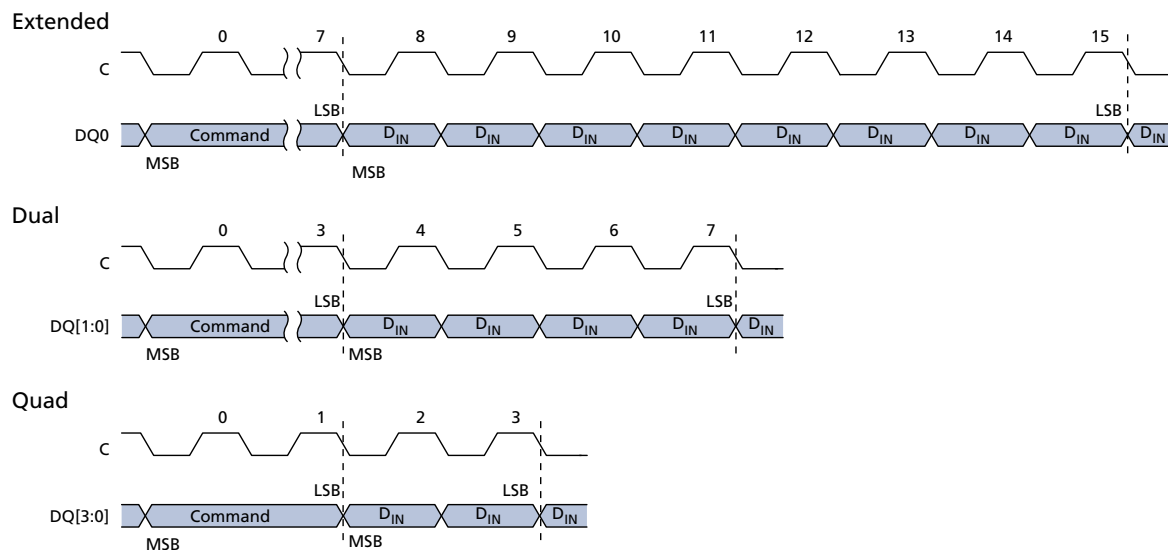 Extended
0 7 8 9 10 11 12 13 14 15
C
LSB LSB
DQ0 Command DIN DIN DIN DIN DIN DIN DIN DIN DIN
MSB MSB
Dual
0 3 4 5 6 7
C
LSB LSB
DQ[1:0] Command DIN DIN DIN DIN DIN
MSB MSB
Quad
0 1 2 3
C
LSB LSB
DQ[3:0] Command DIN DIN DIN
MSB MSB